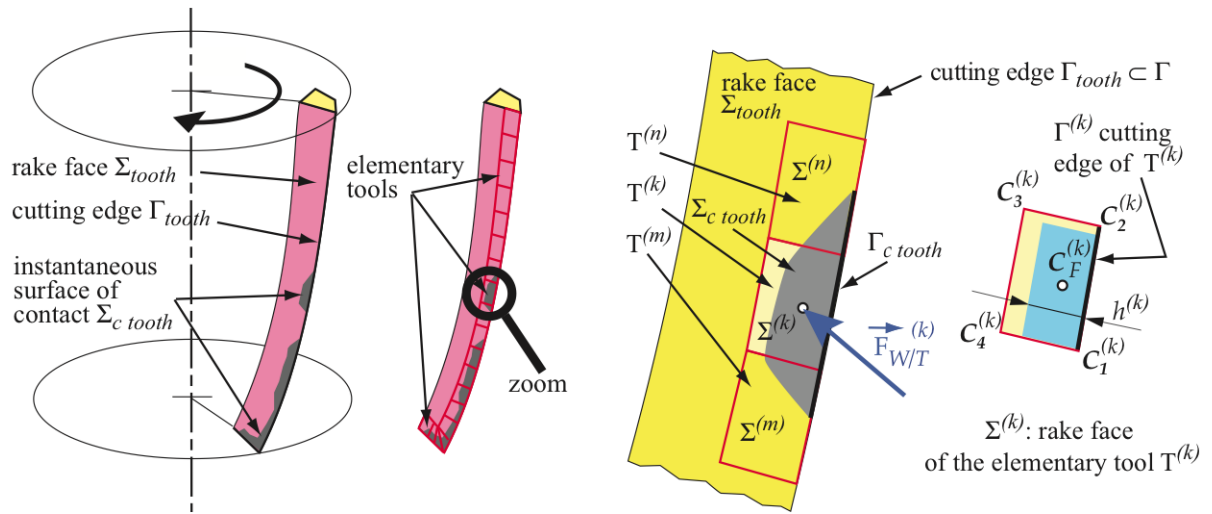 rake face Σtooth
cutting edge Γtooth
instantaneous
surface of
contact Σc tooth
elementary
tools
zoom
rake face
Σtooth
T(n)
T(k)
Σc tooth
T(m)
Σ(n)
Σ(k)
Σ(m)
cutting edge Γtooth ⊂ Γ
Γc tooth
F W/T (k)
Γ(k) cutting
edge of T(k)
C3(k)
C2(k)
CF(k)
C4(k)
h(k)
C1(k)
Σ(k): rake face
of the elementary tool T(k)